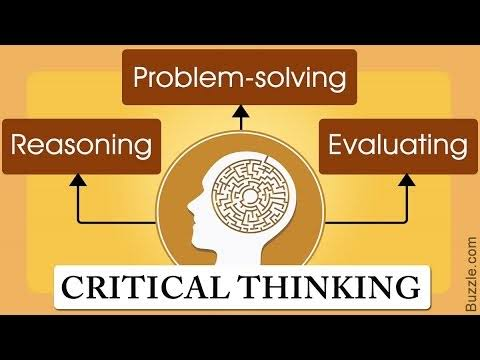 Problem-solving
Reasoning
Evaluating
CRITICAL THINKING
Buzzle.com